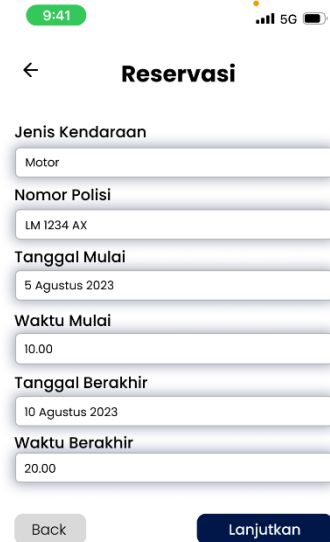 9:41
5G
Reservasi
Jenis Kendaraan
Motor
Nomor Polisi
LM 1234 AX
Tanggal Mulai
5 Agustus 2023
Waktu Mulai
10.00
Tanggal Berakhir
10 Agustus 2023
Waktu Berakhir
20.00
Back
Lanjutkan